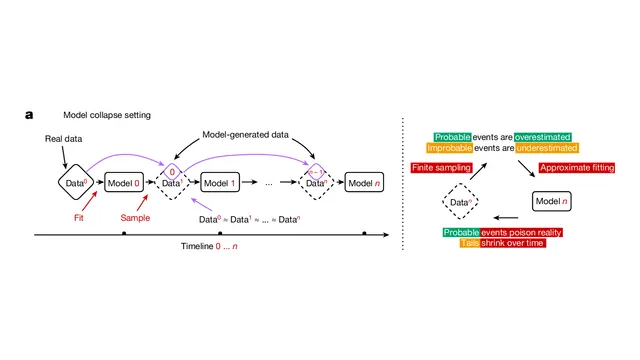 a Model collapse setting
Real data
Model-generated data
Data⁰
Model 0
0
Data¹
Model 1
...
n – 1
Dataⁿ
Model n
Fit
Sample
Data⁰ ≈ Data¹ ≈ ... ≈ Dataⁿ
Timeline 0 ... n
Probable events are overestimated
Improbable events are underestimated
Finite sampling
Approximate fitting
Dataⁿ
Model n
Probable events poison reality
Tails shrink over time